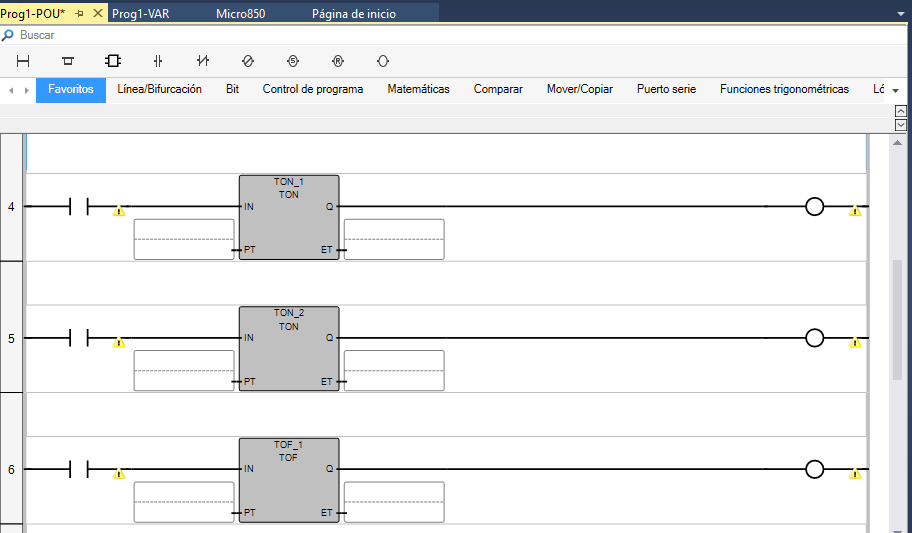 Prog1-POU* Prog1-VAR Micro850 Página de inicio
Buscar
S R
Favoritos Línea/Bifurcación Bit Control de programa Matemáticas Comparar Mover/Copiar Puerto serie Funciones trigonométricas Ló
TON_1
TON
4 IN Q
PT ET
TON_2
TON
5 IN Q
PT ET
TOF_1
TOF
6 IN Q
PT ET